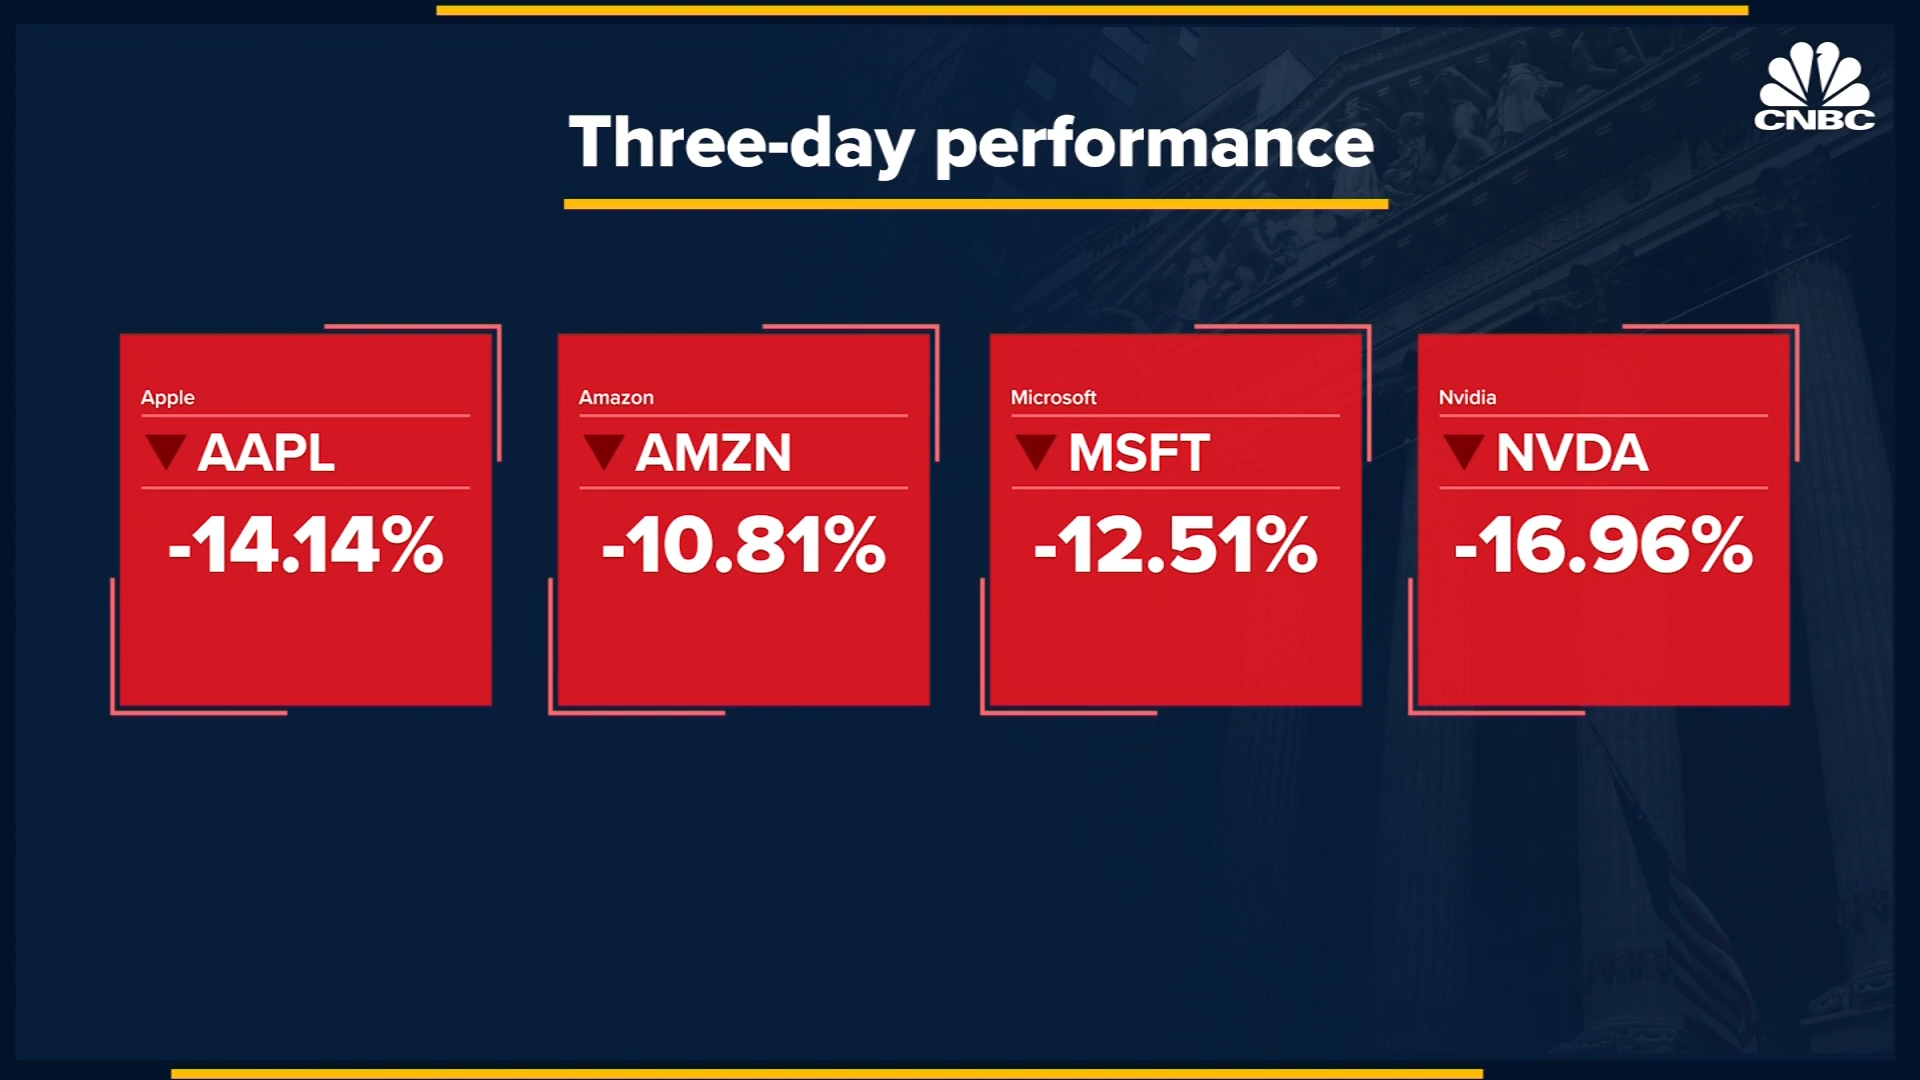 CNBC
Three-day performance
Apple
AAPL
-14.14%
Amazon
AMZN
-10.81%
Microsoft
MSFT
-12.51%
Nvidia
NVDA
-16.96%